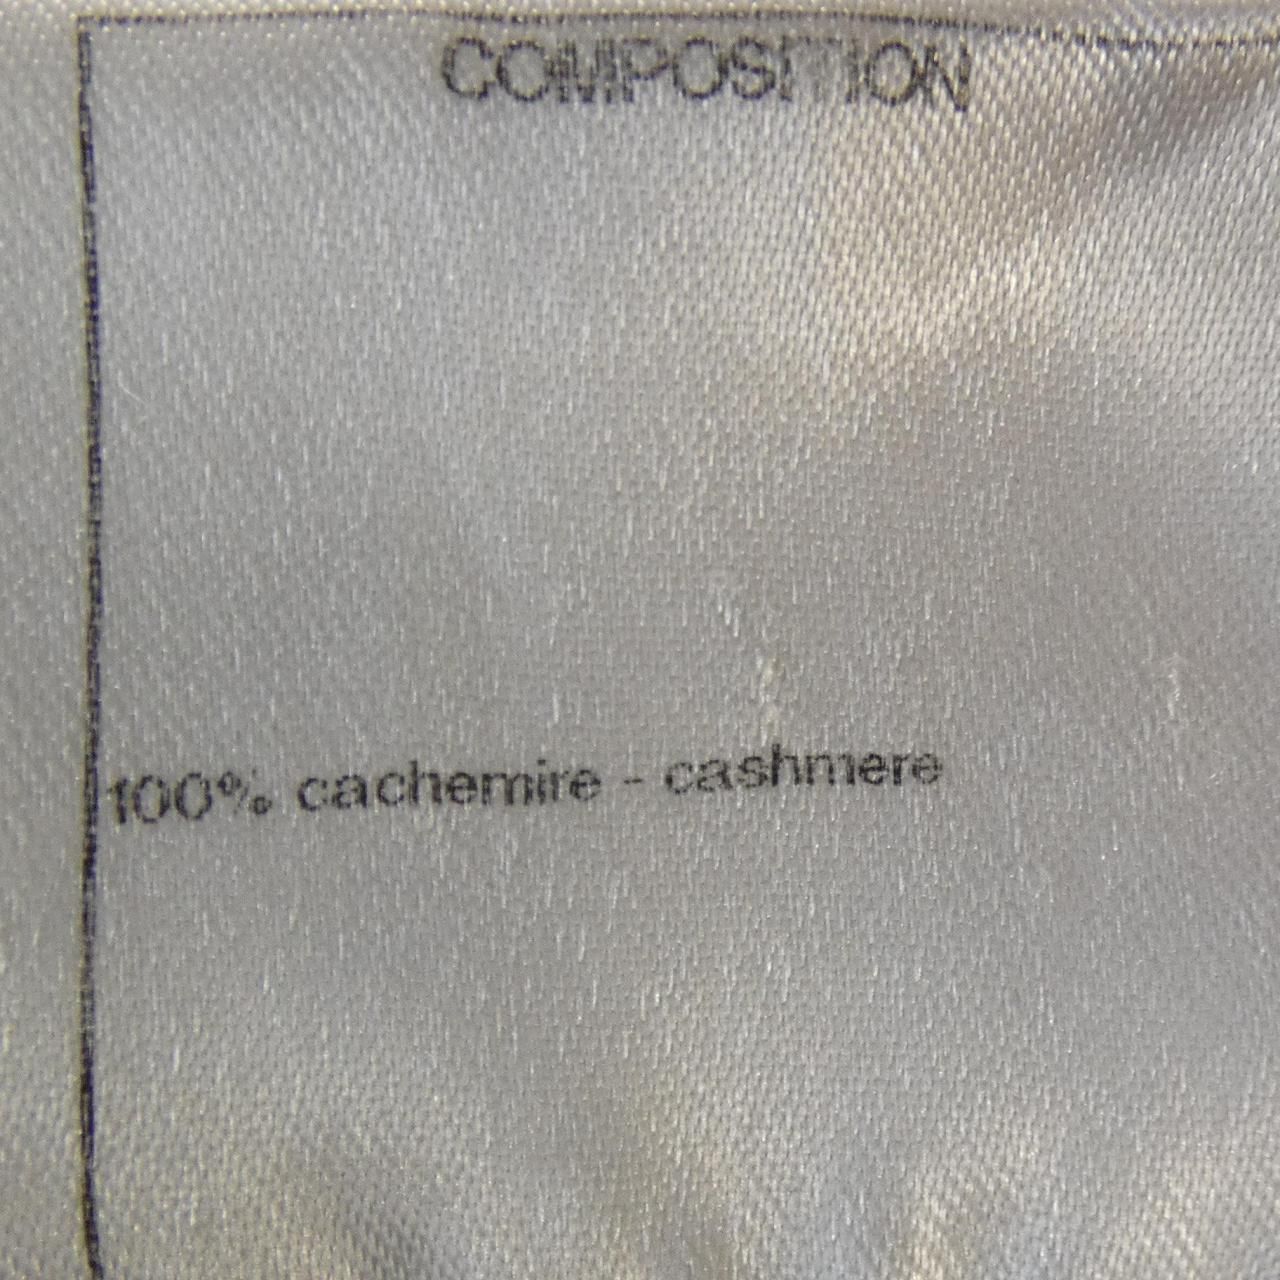 COMPOSITION
100% cachemire - cashmere